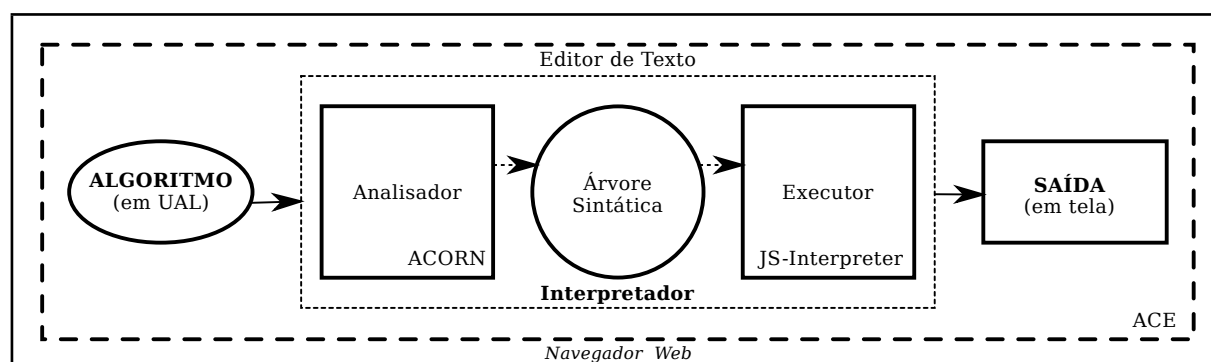 Editor de Texto
ALGORITMO
(em UAL)
Analisador
ACORN
Árvore
Sintática
Executor
JS-Interpreter
SAÍDA
(em tela)
Interpretador
ACE
Navegador Web